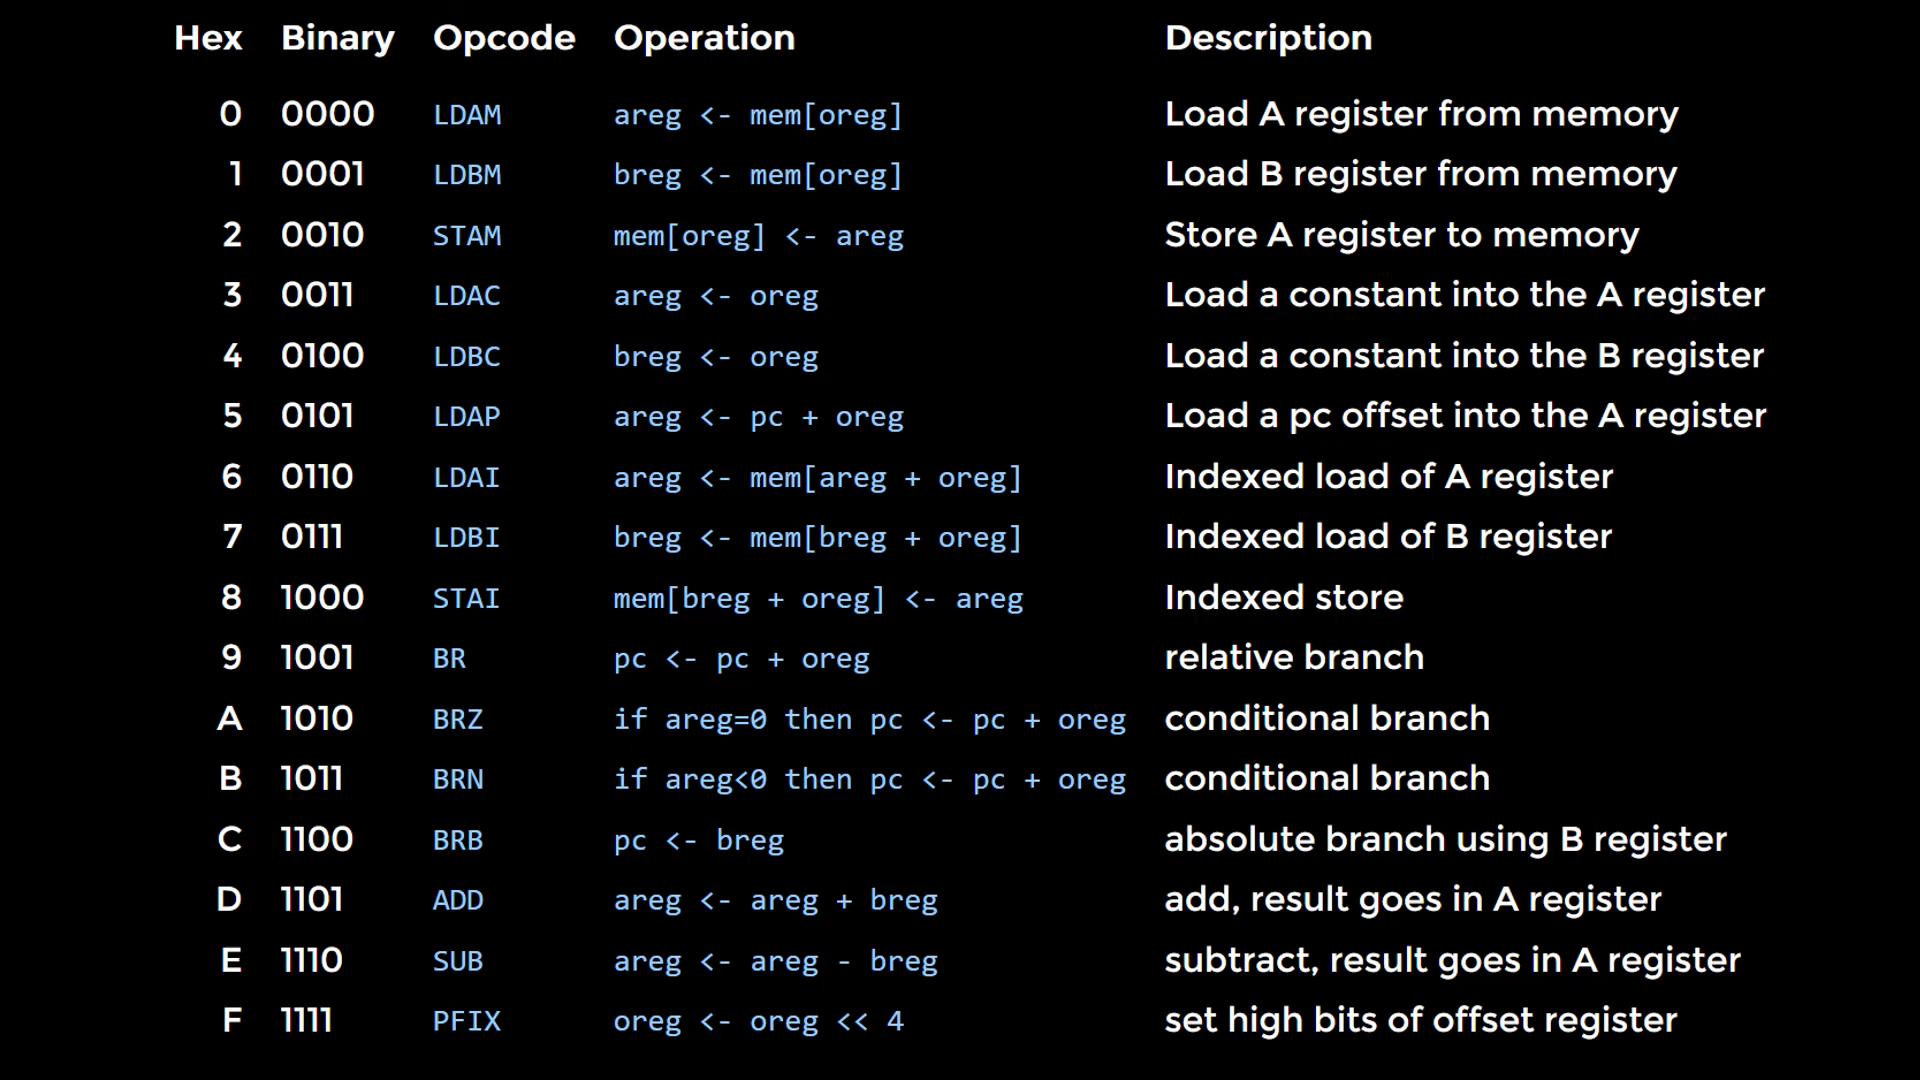 Hex Binary Opcode Operation Description
0 0000 LDAM areg <- mem[oreg] Load A register from memory
1 0001 LDBM breg <- mem[oreg] Load B register from memory
2 0010 STAM mem[oreg] <- areg Store A register to memory
3 0011 LDAC areg <- oreg Load a constant into the A register
4 0100 LDBC breg <- oreg Load a constant into the B register
5 0101 LDAP areg <- pc + oreg Load a pc offset into the A register
6 0110 LDAI areg <- mem[areg + oreg] Indexed load of A register
7 0111 LDBI breg <- mem[breg + oreg] Indexed load of B register
8 1000 STAI mem[breg + oreg] <- areg Indexed store
9 1001 BR pc <- pc + oreg relative branch
A 1010 BRZ if areg=0 then pc <- pc + oreg conditional branch
B 1011 BRN if areg<0 then pc <- pc + oreg conditional branch
C 1100 BRB pc <- breg absolute branch using B register
D 1101 ADD areg <- areg + breg add, result goes in A register
E 1110 SUB areg <- areg - breg subtract, result goes in A register
F 1111 PFIX oreg <- oreg << 4 set high bits of offset register